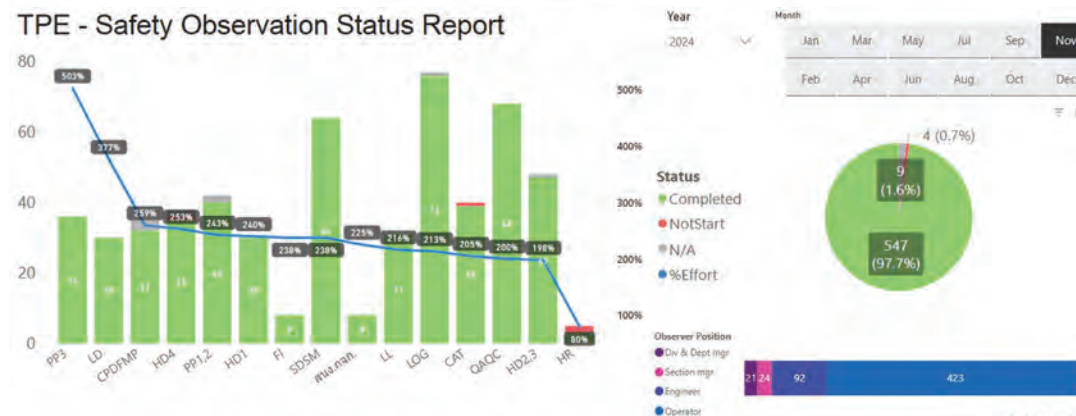 TPE - Safety Observation Status Report
Year
2024
Month
Jan Mar May Jul Sep Nov
Feb Apr Jun Aug Oct Dec
80
60
40
20
0
503%
377%
259%
253%
243%
240%
238%
238%
225%
216%
213%
205%
200%
198%
80%
PP3 LD. CPDFMP HD4 PP1,2 HD1 FI SDSM LL LOG CAT QAQC HD2,3 HR
500%
400%
300%
200%
100%
Status
Completed
NotStart
N/A
%Effort
4 (0.7%)
9
(1.6%)
547
(97.7%)
Observer Position
Div & Dept mgr
Section mgr
Engineer
Operator
21 24 92 423